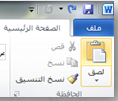 ملف
الصفحة الرئيسية
قص
نسخ
نسخ التنسيق
لصق
الحافظة